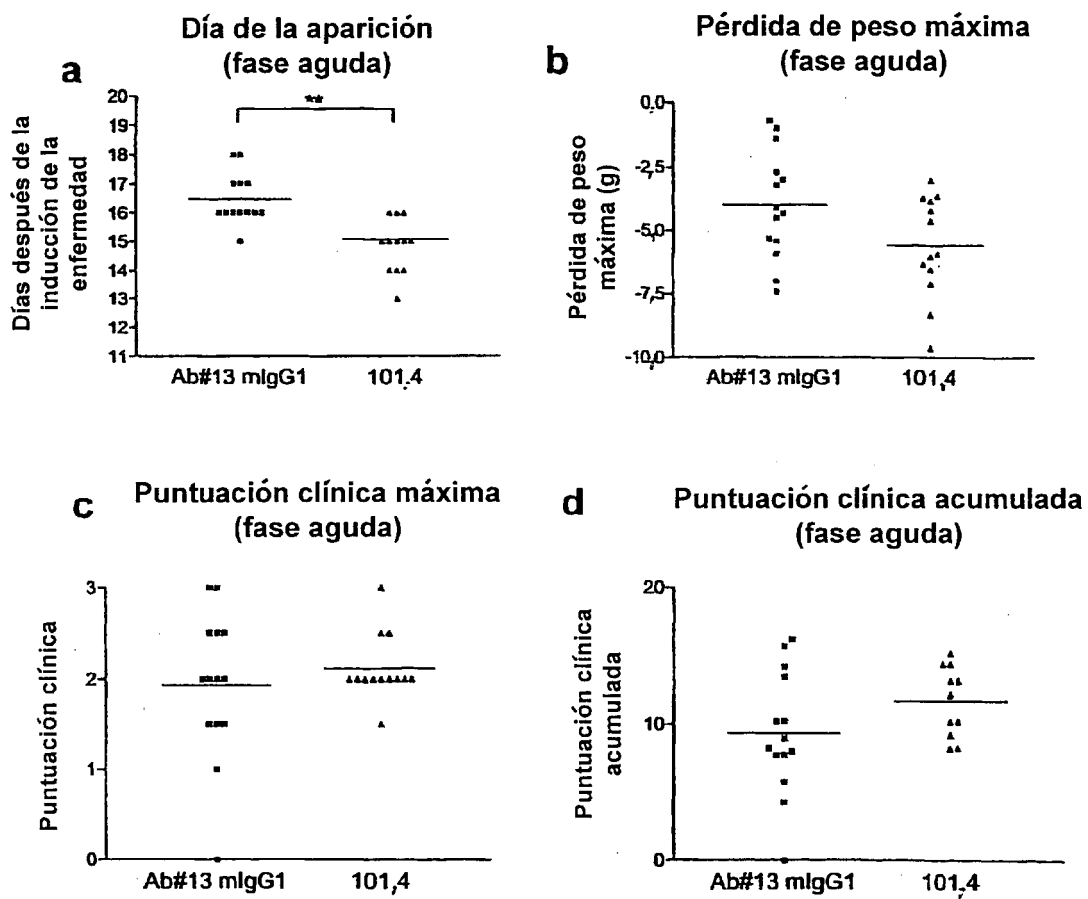 a
Día de la aparición
(fase aguda)
Días después de la
inducción de la
enfermedad
20
19
18
17
16
15
14
13
12
11
**
Ab#13 mIgG1
101,4
b
Pérdida de peso máxima
(fase aguda)
Pérdida de peso
máxima (g)
0,0
-2,5
-5,0
-7,5
-10,0
Ab#13 mIgG1
101,4
c
Puntuación clínica máxima
(fase aguda)
Puntuación clínica
3
2
1
0
Ab#13 mIgG1
101,4
d
Puntuación clínica acumulada
(fase aguda)
Puntuación clínica
acumulada
20
10
0
Ab#13 mIgG1
101,4